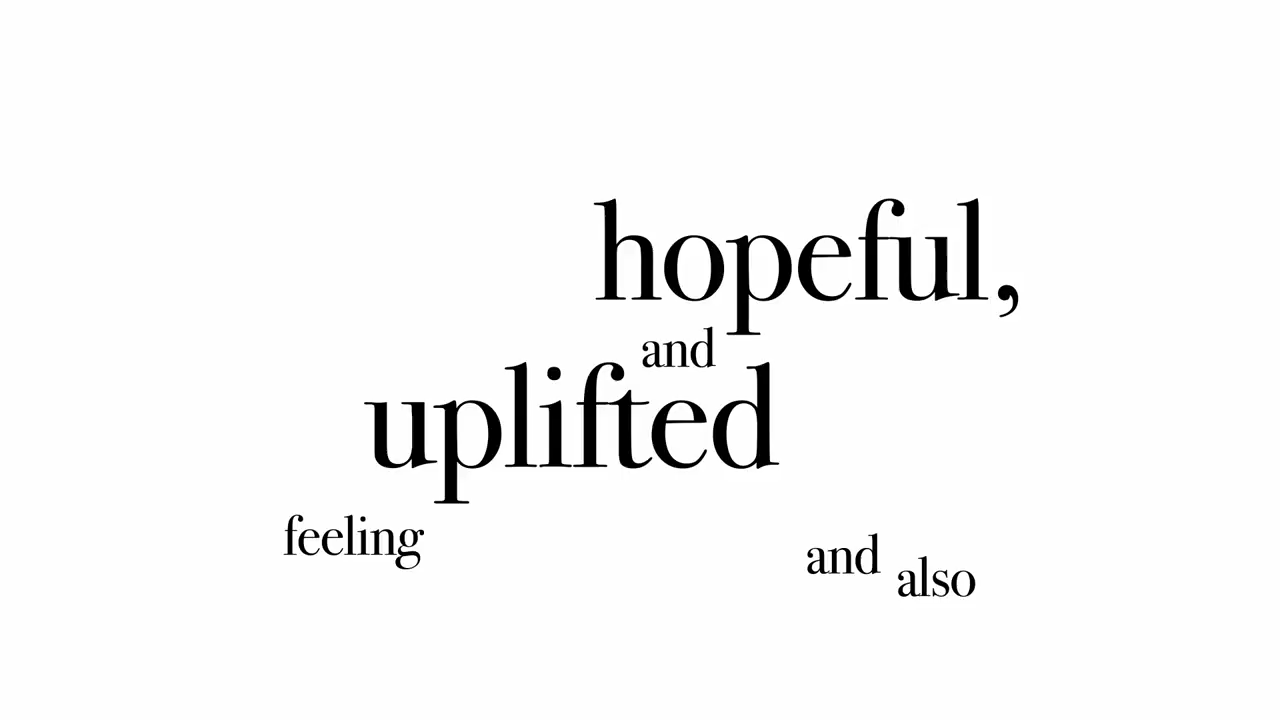 hopeful,
and
uplifted
feeling
and also